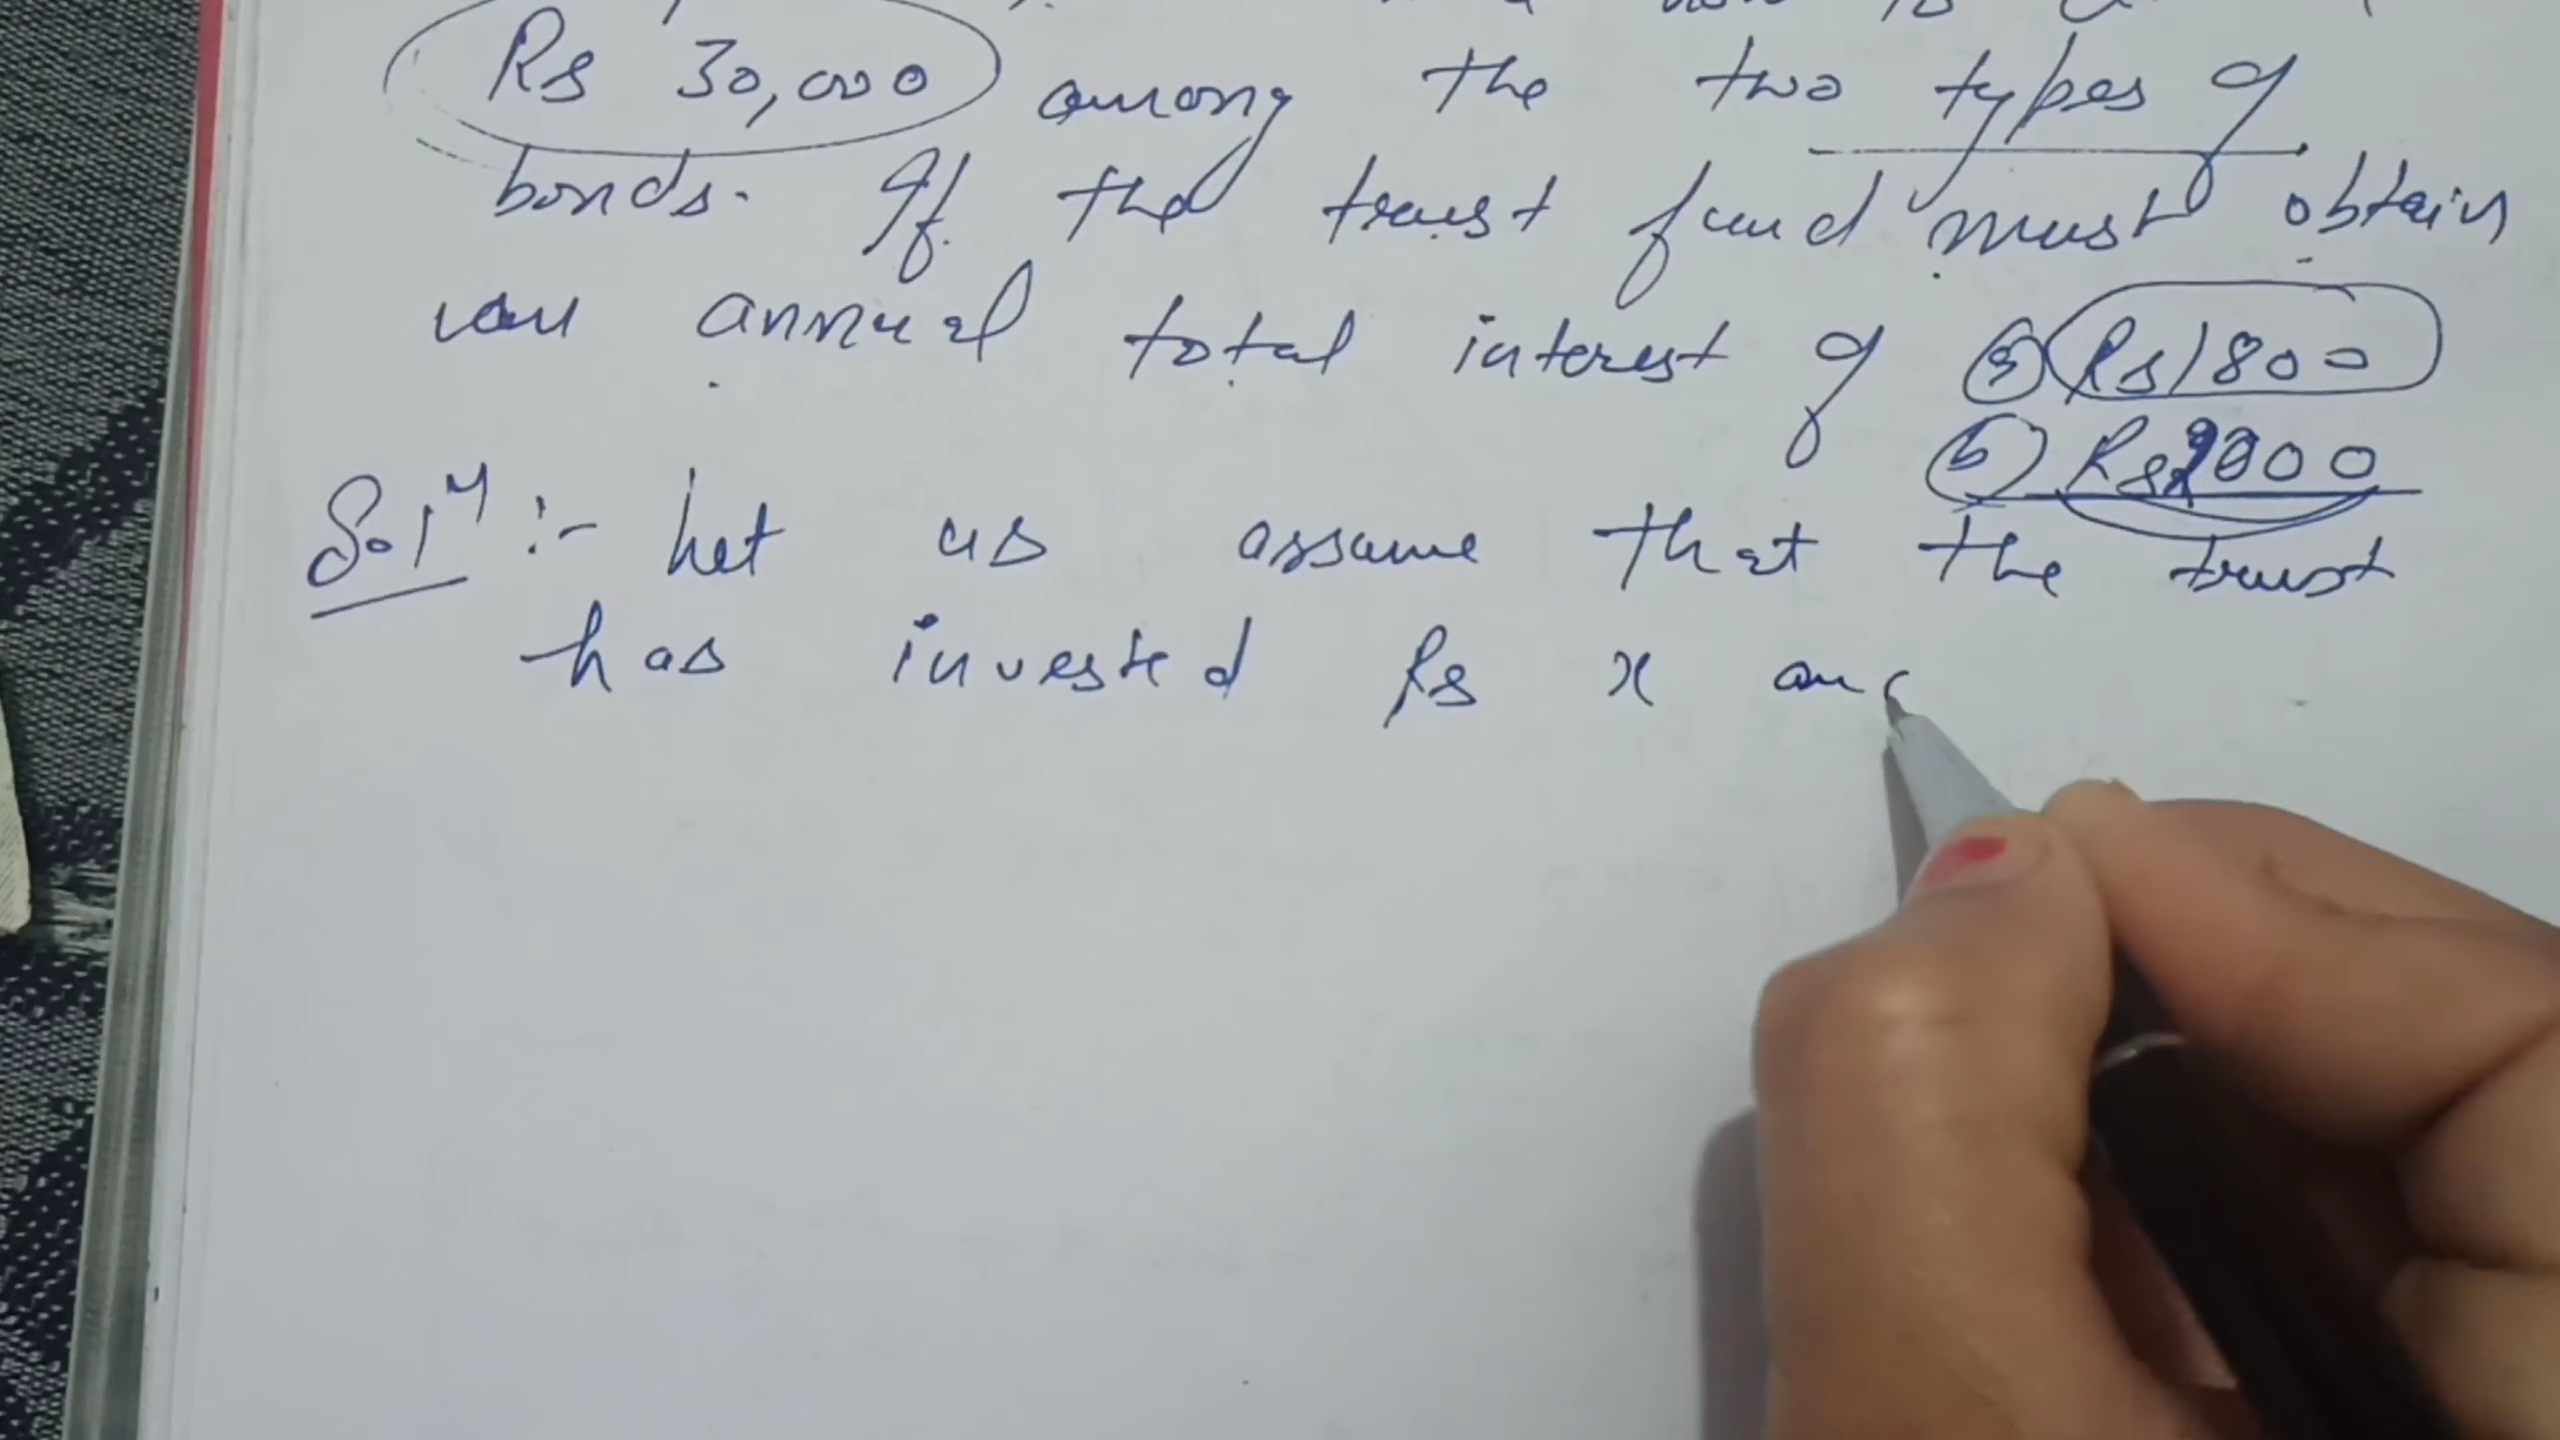 Rs 30,000 among the two types of
bonds. If the trust fund must obtain
an annual total interest of (a) Rs 1800
(b) Rs 2000
Sol^n :- Let us assume that the trust
has invested Rs x an